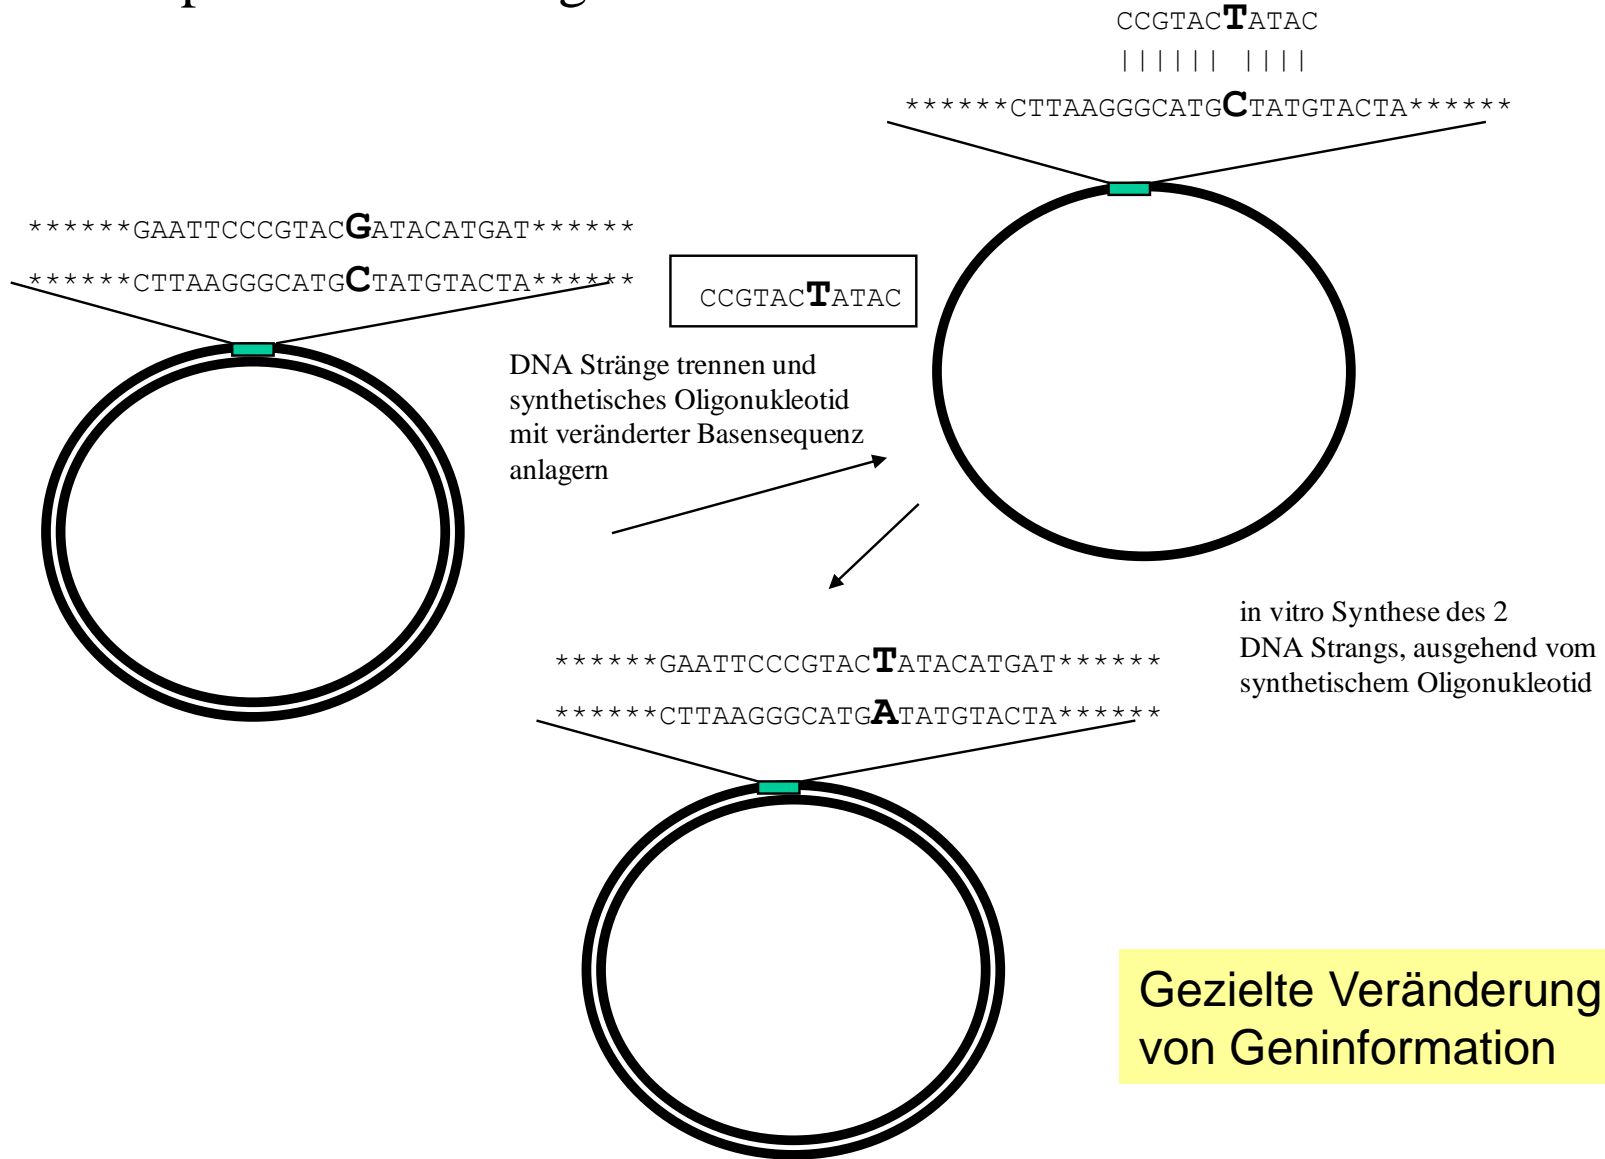 CCGTACTATAC
|||||| ||||
******CTTAAGGGCATGCTATGTACTA******
******GAATTCCCGTACGATACATGAT******
******CTTAAGGGCATGCTATGTACTA******
CCGTACTATAC
DNA Stränge trennen und
synthetisches Oligonukleotid
mit veränderter Basensequenz
anlagern
in vitro Synthese des 2
DNA Strangs, ausgehend vom
synthetischem Oligonukleotid
******GAATTCCCGTACTATACATGAT******
******CTTAAGGGCATGATATGTACTA******
Gezielte Veränderung
von Geninformation